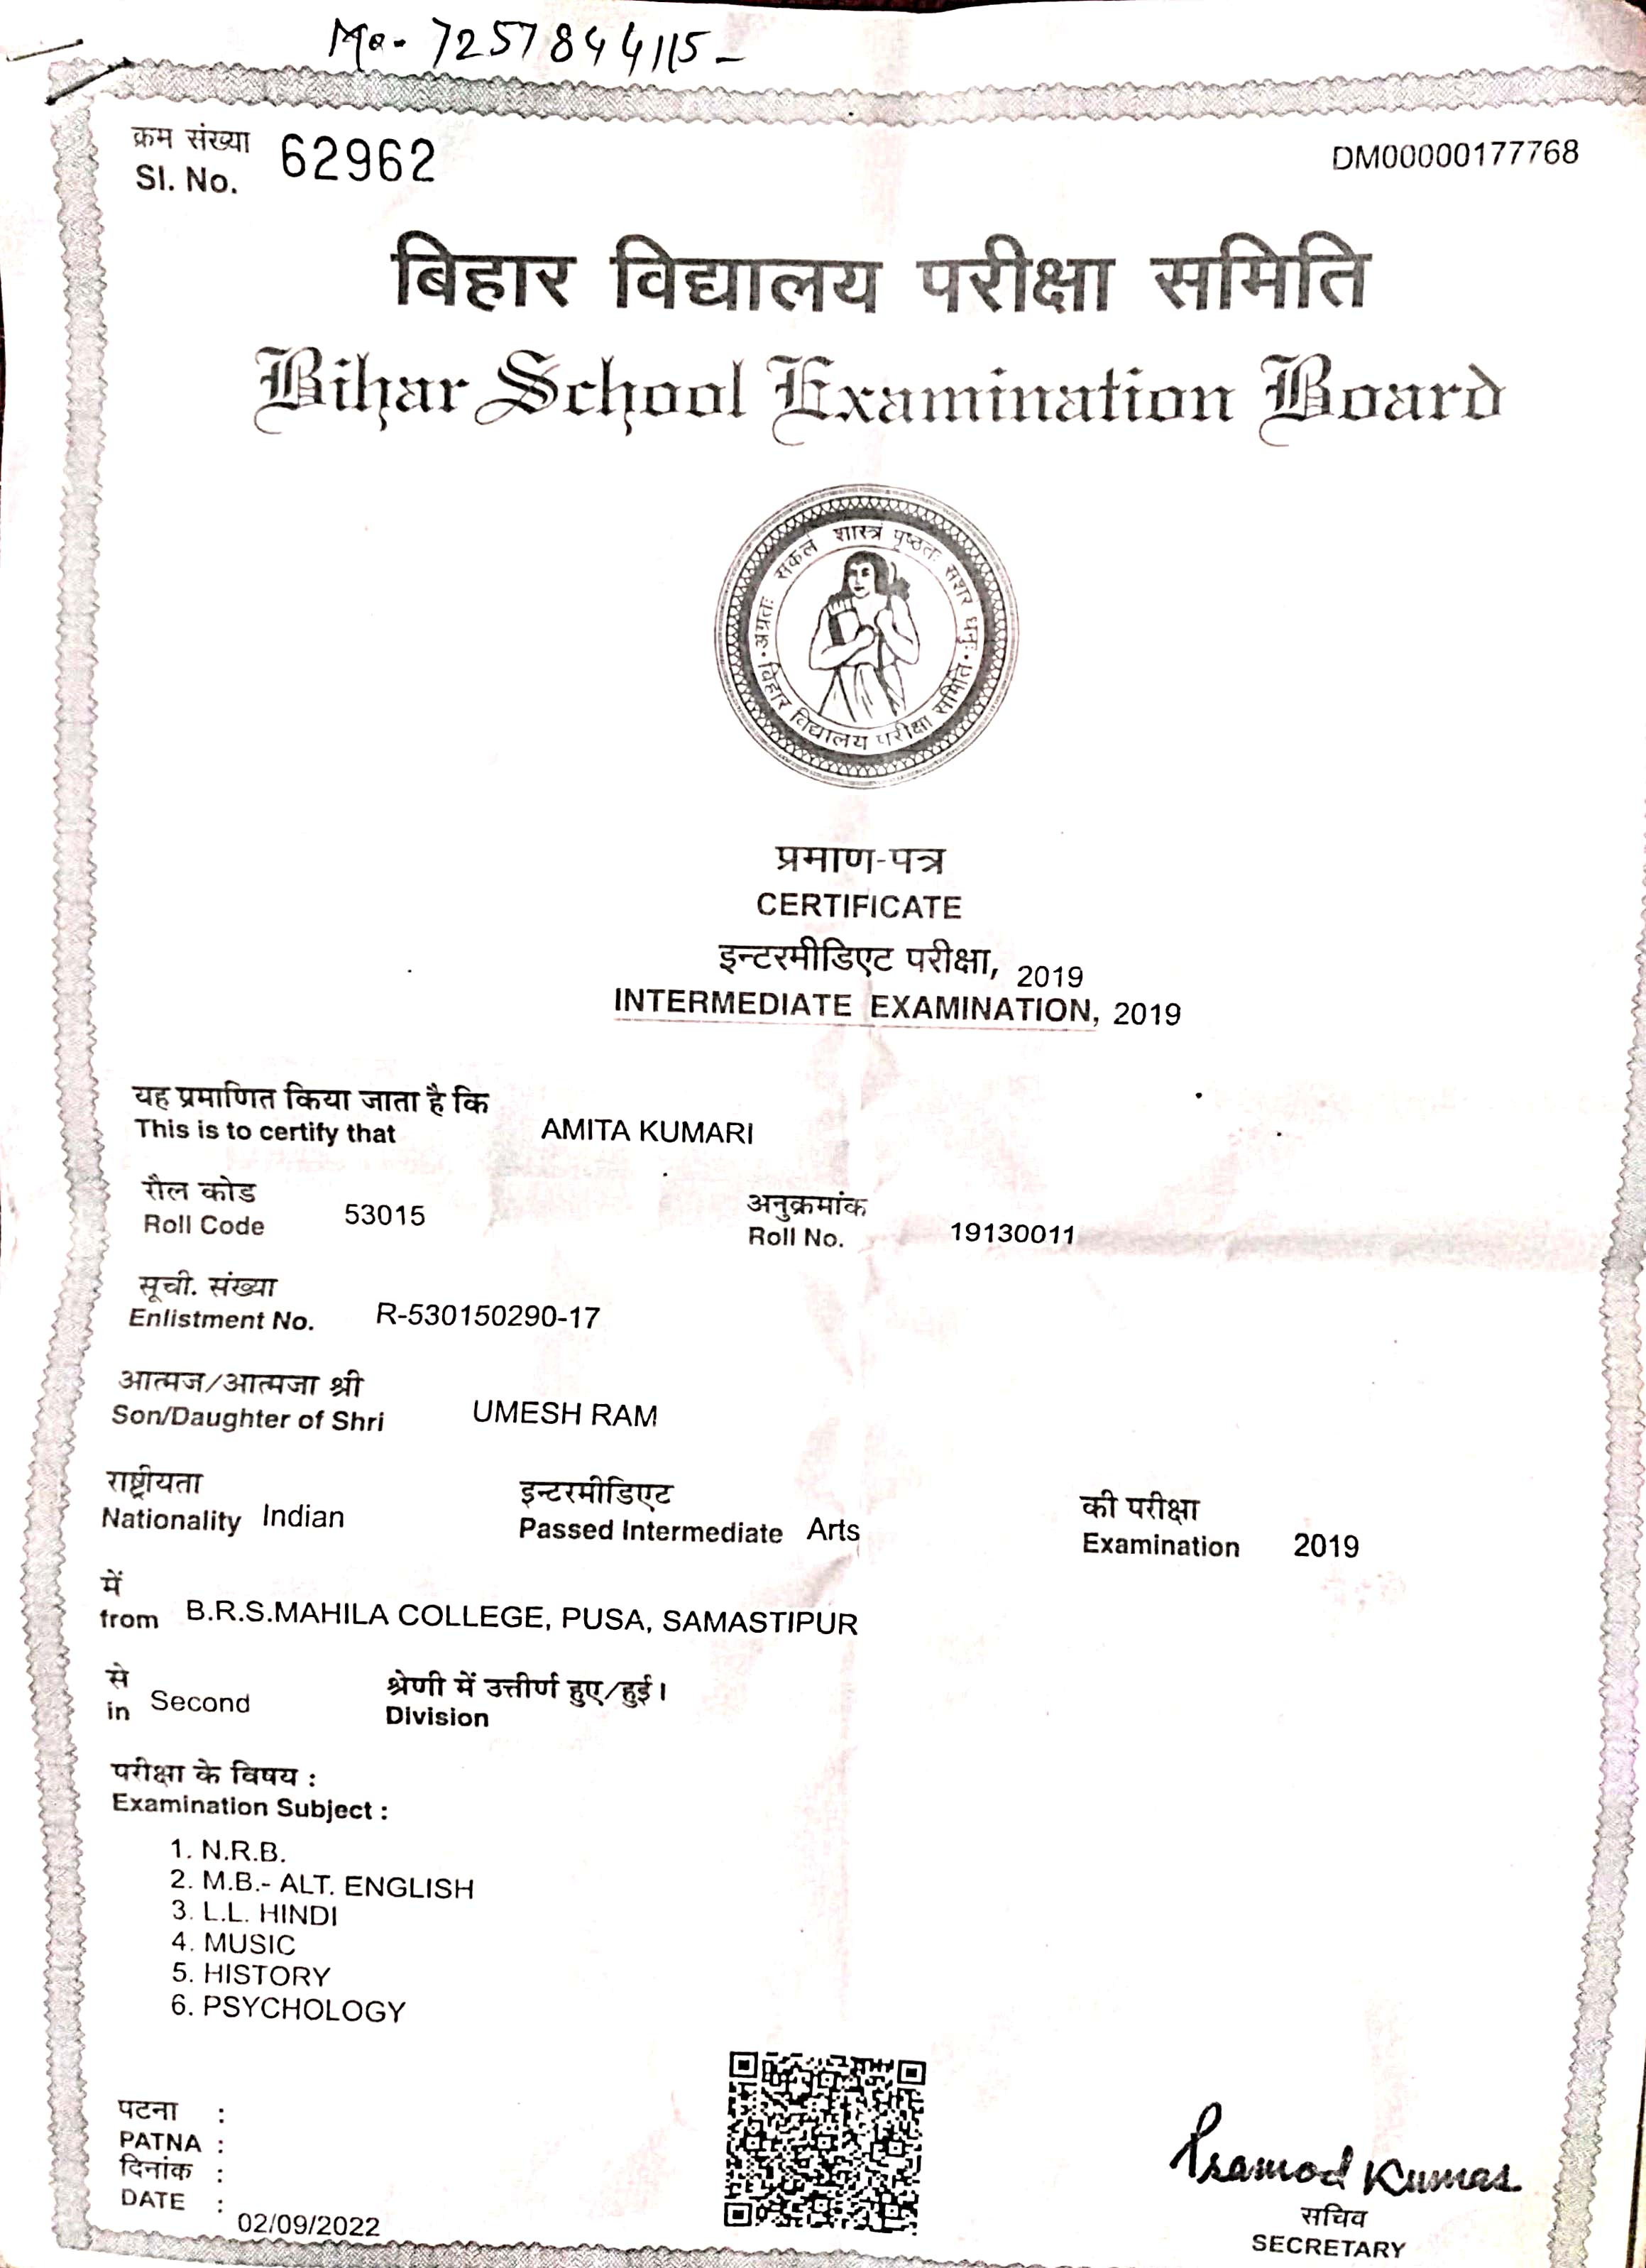 Mo- 7257844115-
क्रम संख्या
Sl. No. 62962
DM00000177768
बिहार विद्यालय परीक्षा समिति
Bihar School Examination Board
अग्रतः सकलं शास्त्रं पृष्ठतः सशरं धनुः
बिहार विद्यालय परीक्षा समिति
प्रमाण-पत्र
CERTIFICATE
इन्टरमीडिएट परीक्षा, 2019
INTERMEDIATE EXAMINATION, 2019
यह प्रमाणित किया जाता है कि
This is to certify that AMITA KUMARI
रौल कोड अनुक्रमांक
Roll Code 53015 Roll No. 19130011
सूची. संख्या
Enlistment No. R-530150290-17
आत्मज/आत्मजा श्री
Son/Daughter of Shri UMESH RAM
राष्ट्रीयता इन्टरमीडिएट की परीक्षा
Nationality Indian Passed Intermediate Arts Examination 2019
में
from B.R.S.MAHILA COLLEGE, PUSA, SAMASTIPUR
से श्रेणी में उत्तीर्ण हुए/हुई।
in Second Division
परीक्षा के विषय :
Examination Subject :
1. N.R.B.
2. M.B.- ALT. ENGLISH
3. L.L. HINDI
4. MUSIC
5. HISTORY
6. PSYCHOLOGY
पटना :
PATNA :
दिनांक :
DATE : 02/09/2022
Pramod Kumar
सचिव
SECRETARY